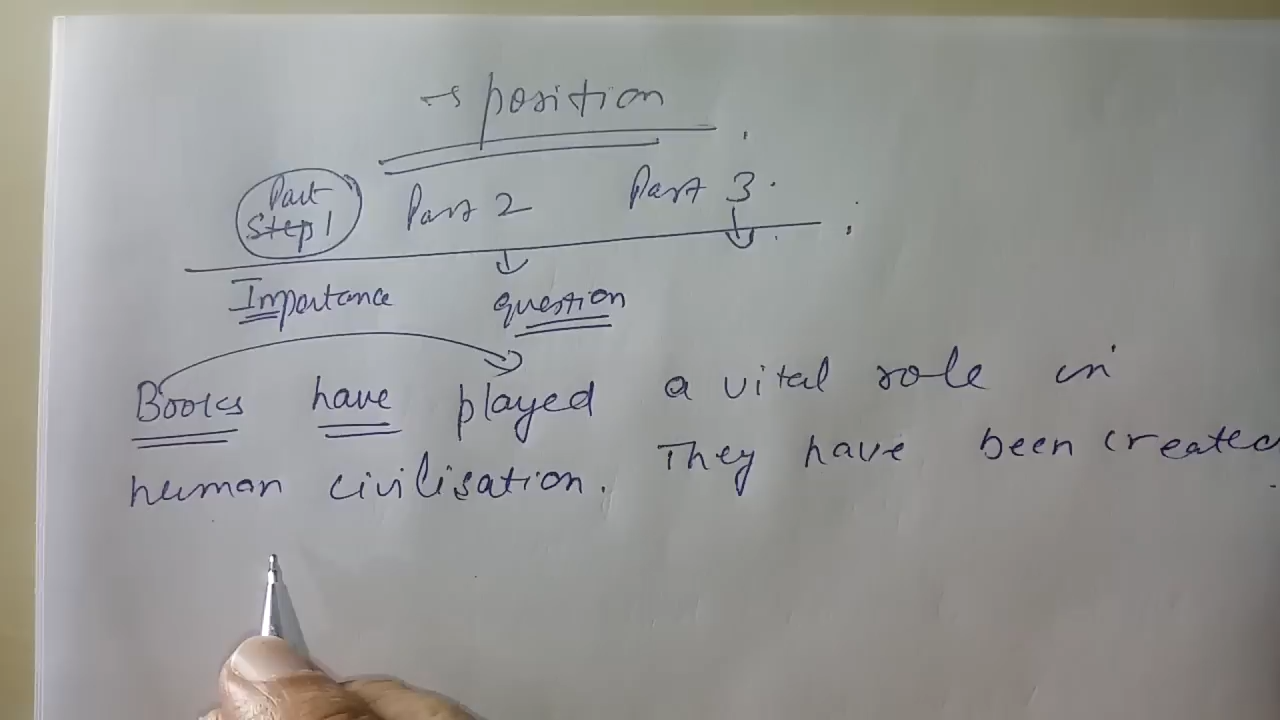 → position
Part
Step 1 Part 2 Part 3.
Importance question
Books have played a vital role in
human civilisation. They have been created